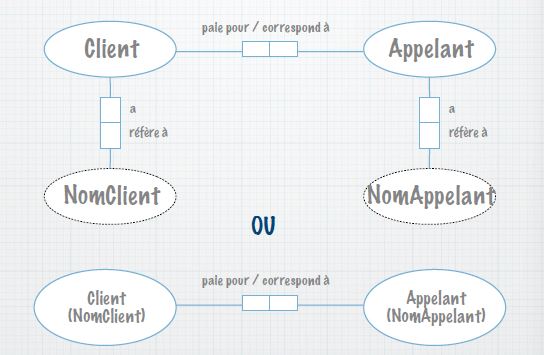 paie pour / correspond à
Client
Appelant
a
réfère à
a
réfère à
NomClient
NomAppelant
OU
paie pour / correspond à
Client
(NomClient)
Appelant
(NomAppelant)